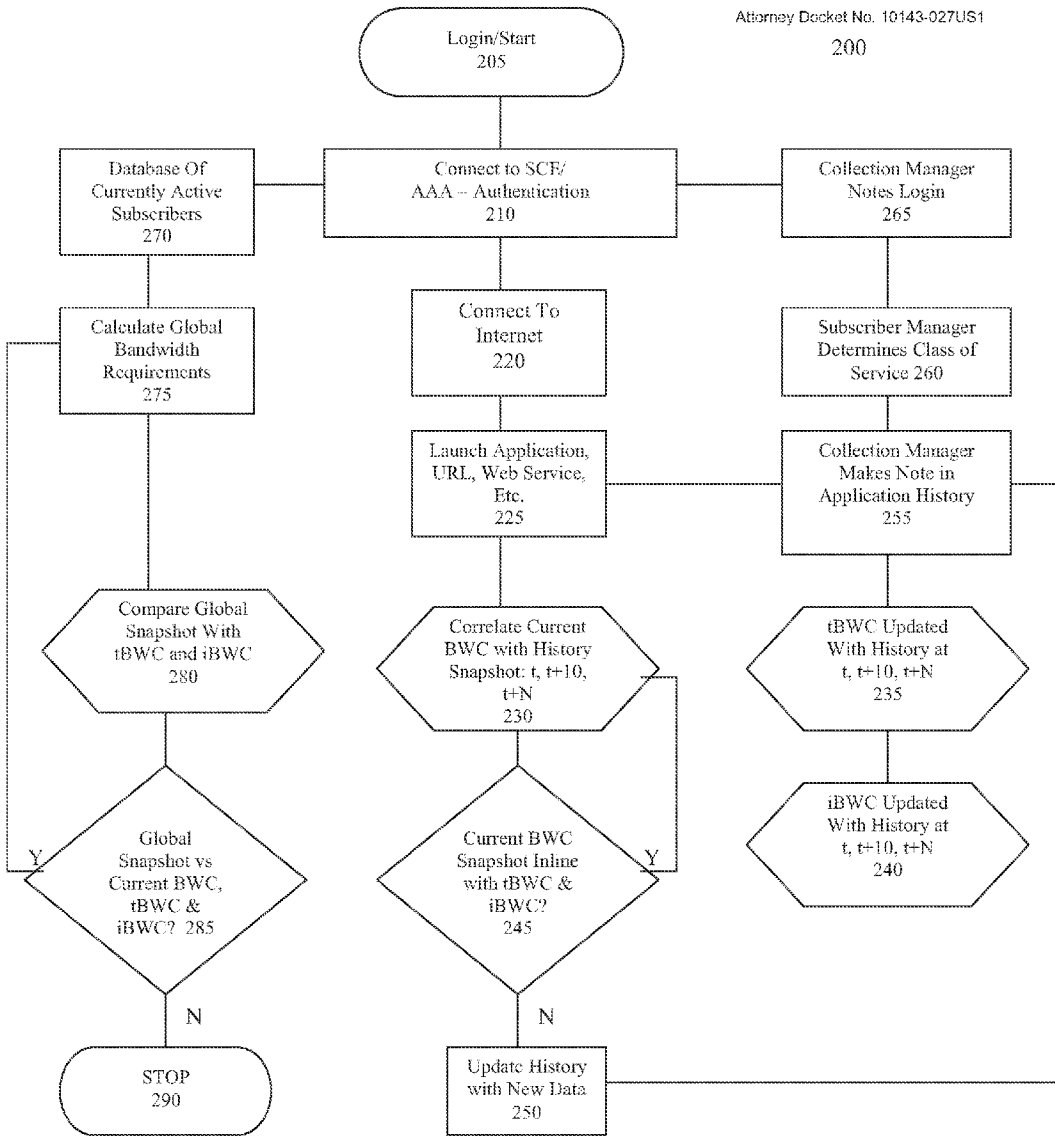 Attorney Docket No. 10143-027US1
200
Login/Start
205
Database Of
Currently Active
Subscribers
270
Connect to SCE/
AAA – Authentication
210
Collection Manager
Notes Login
265
Calculate Global
Bandwidth
Requirements
275
Connect To
Internet
220
Subscriber Manager
Determines Class of
Service 260
Launch Application,
URL, Web Service,
Etc.
225
Collection Manager
Makes Note in
Application History
255
Compare Global
Snapshot With
tBWC and iBWC
280
Correlate Current
BWC with History
Snapshot: t, t+10,
t+N
230
tBWC Updated
With History at
t, t+10, t+N
235
iBWC Updated
With History at
t, t+10, t+N
240
Y
Global
Snapshot vs
Current BWC,
tBWC &
iBWC? 285
Current BWC
Snapshot Inline
with tBWC &
iBWC?
245
Y
N
N
STOP
290
Update History
with New Data
250